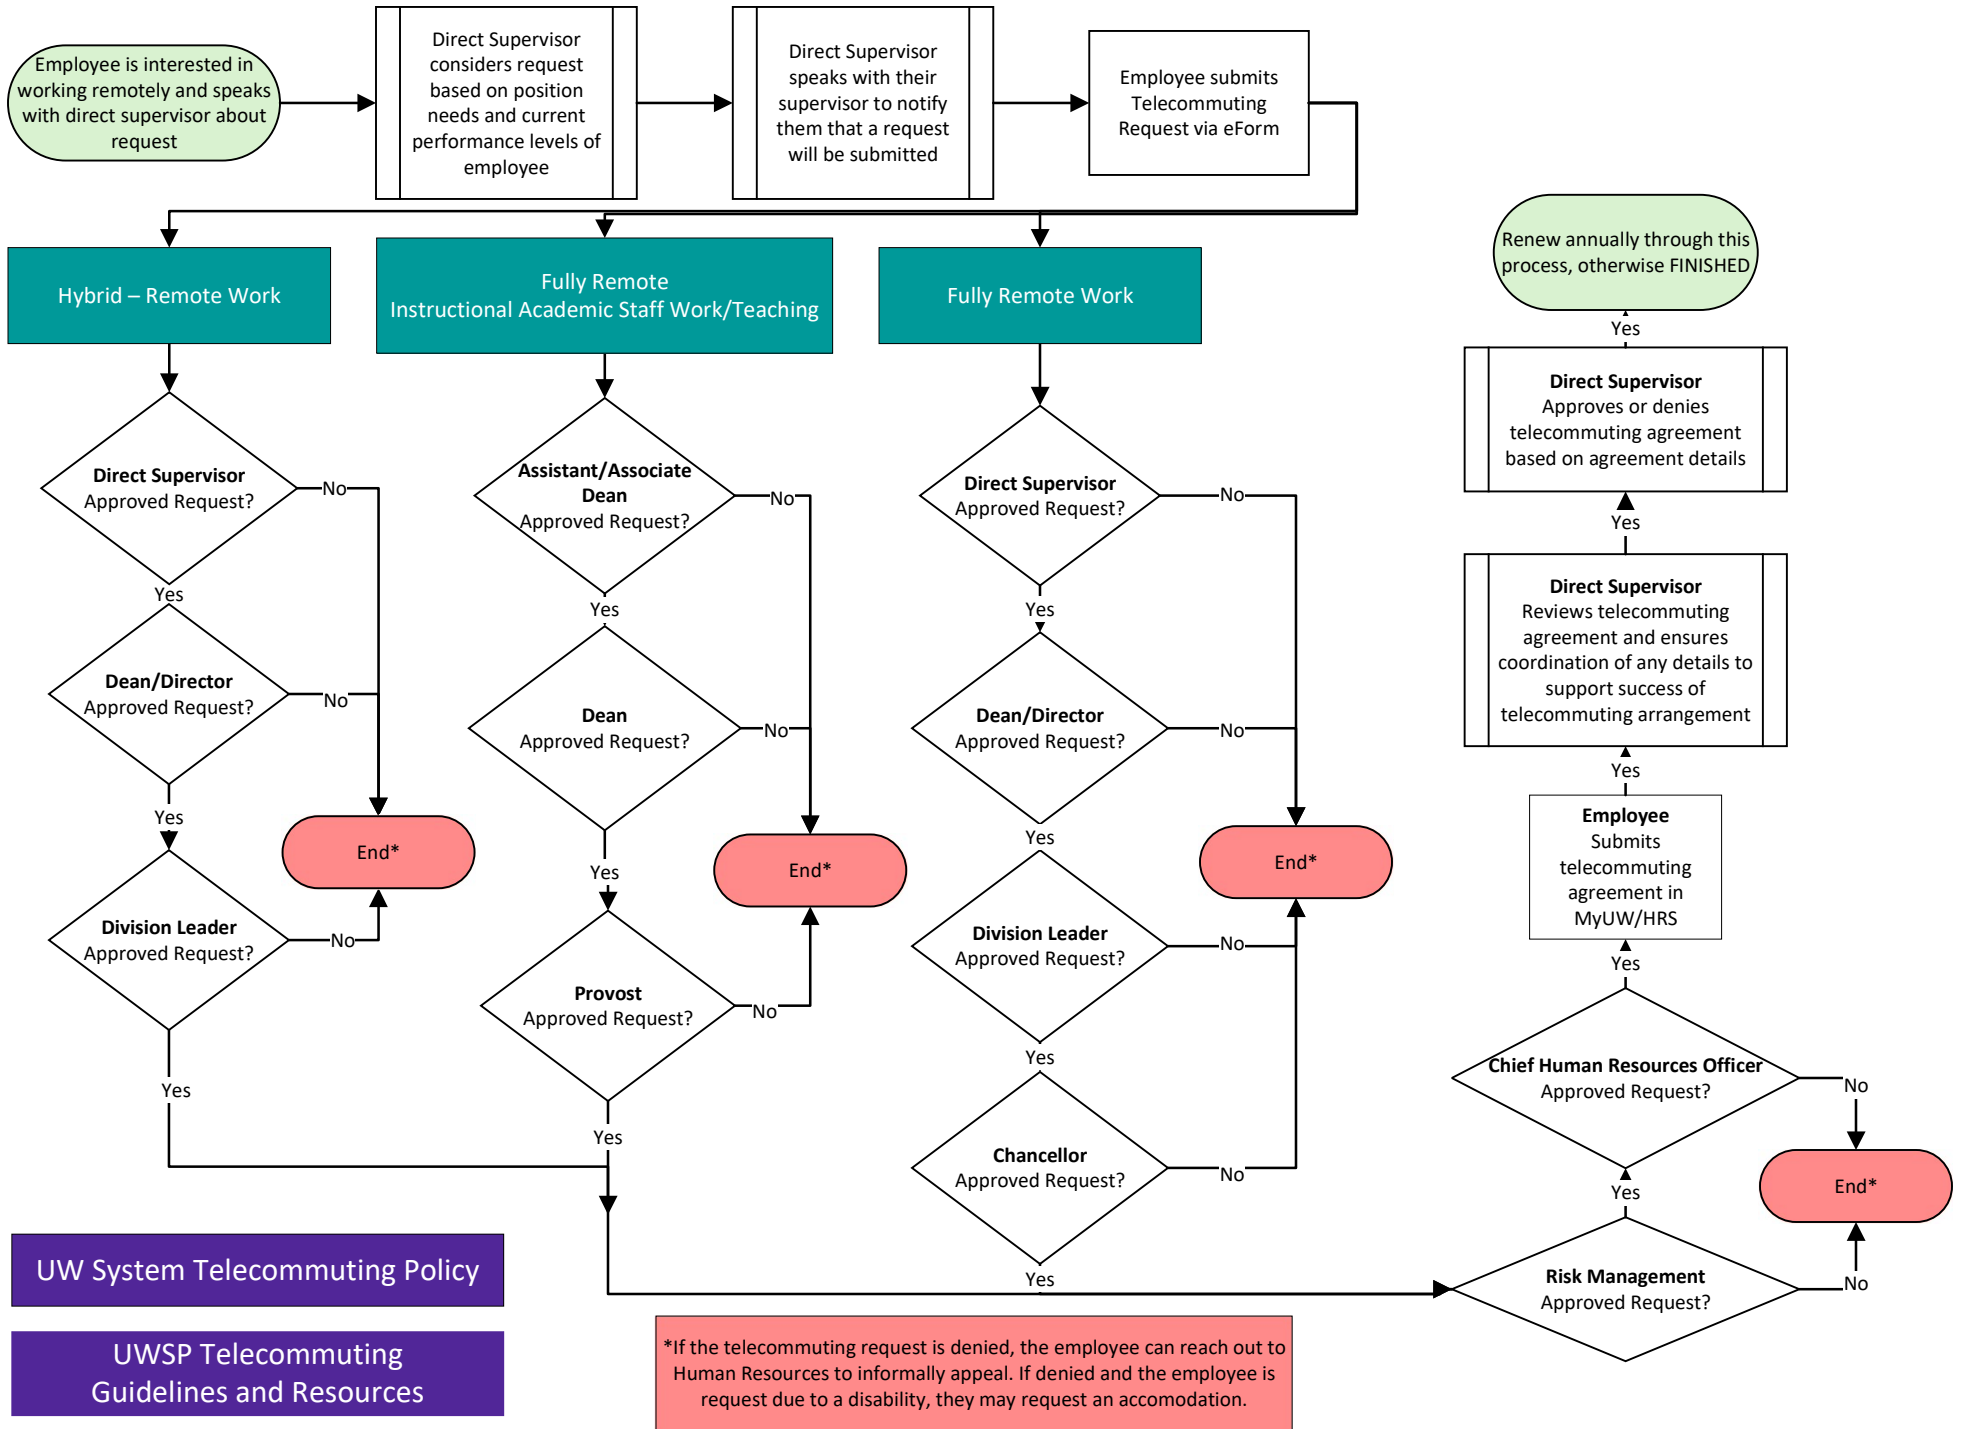 Employee is interested in
working remotely and speaks
with direct supervisor about
request
Direct Supervisor
considers request
based on position
needs and current
performance levels of
employee
Direct Supervisor
speaks with their
supervisor to notify
them that a request
will be submitted
Employee submits
Telecommuting
Request via eForm
Hybrid – Remote Work
Fully Remote
Instructional Academic Staff Work/Teaching
Fully Remote Work
Direct Supervisor
Approved Request?
No
Yes
Dean/Director
Approved Request?
No
Yes
Division Leader
Approved Request?
No
Yes
End*
Assistant/Associate
Dean
Approved Request?
No
Yes
Dean
Approved Request?
No
Yes
Provost
Approved Request?
No
Yes
End*
Direct Supervisor
Approved Request?
No
Yes
Dean/Director
Approved Request?
No
Yes
Division Leader
Approved Request?
No
Yes
Chancellor
Approved Request?
No
Yes
End*
Risk Management
Approved Request?
No
Yes
Chief Human Resources Officer
Approved Request?
No
End*
Yes
Employee
Submits
telecommuting
agreement in
MyUW/HRS
Yes
Direct Supervisor
Reviews telecommuting
agreement and ensures
coordination of any details to
support success of
telecommuting arrangement
Yes
Direct Supervisor
Approves or denies
telecommuting agreement
based on agreement details
Yes
Renew annually through this
process, otherwise FINISHED
UW System Telecommuting Policy
UWSP Telecommuting
Guidelines and Resources
*If the telecommuting request is denied, the employee can reach out to
Human Resources to informally appeal. If denied and the employee is
request due to a disability, they may request an accomodation.